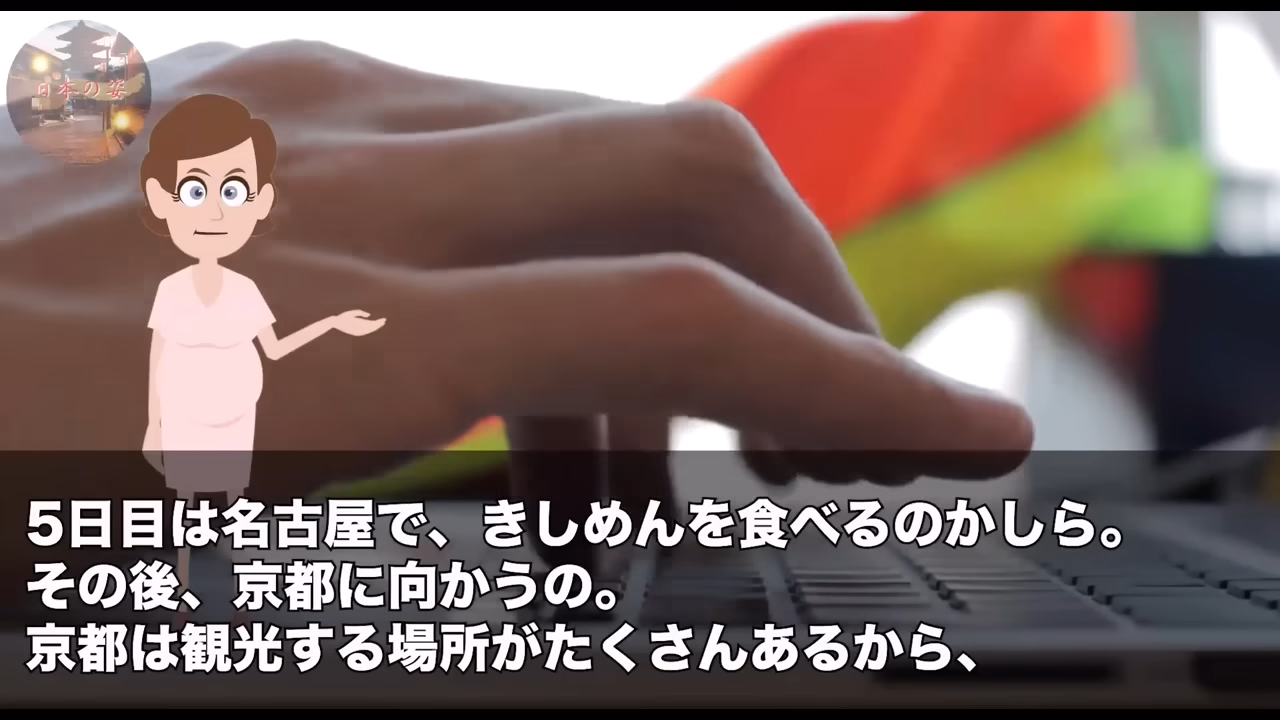 日本の姿
5日目は名古屋で、きしめんを食べるのかしら。
その後、京都に向かうの。
京都は観光する場所がたくさんあるから、